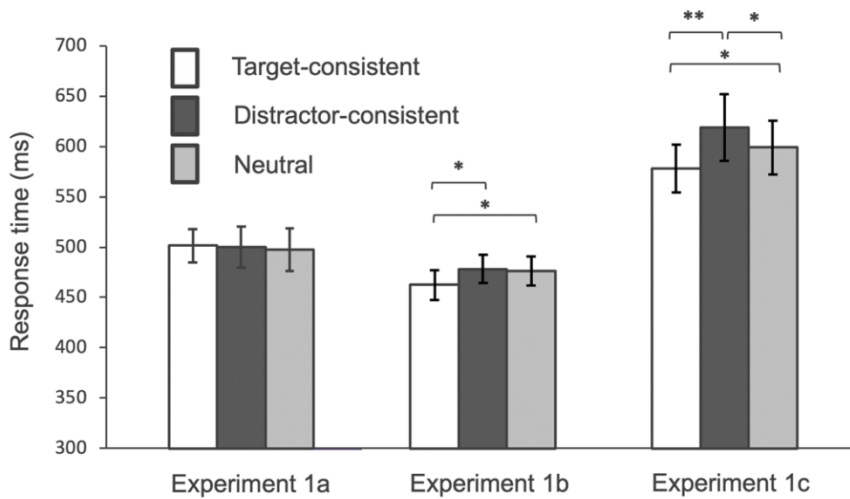 Response time (ms)
700
650
600
550
500
450
400
350
300
Target-consistent
Distractor-consistent
Neutral
*
*
**
*
*
Experiment 1a
Experiment 1b
Experiment 1c